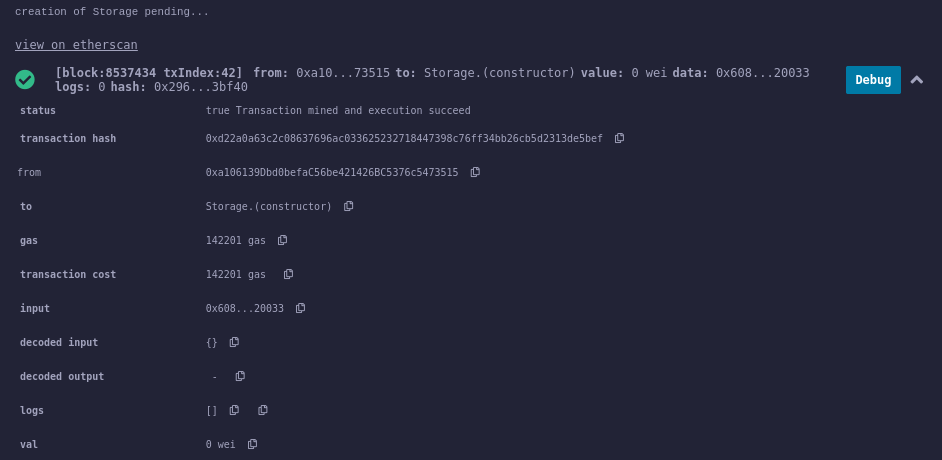 creation of Storage pending...
view on etherscan
[block:8537434 txIndex:42] from: 0xa10...73515 to: Storage.(constructor) value: 0 wei data: 0x608...20033
logs: 0 hash: 0x296...3bf40
Debug
status true Transaction mined and execution succeed
transaction hash 0xd22a0a63c2c08637696ac033625232718447398c76ff34bb26cb5d2313de5bef
from 0xa106139Dbd0befaC56be421426BC5376c5473515
to Storage.(constructor)
gas 142201 gas
transaction cost 142201 gas
input 0x608...20033
decoded input {}
decoded output -
logs []
val 0 wei